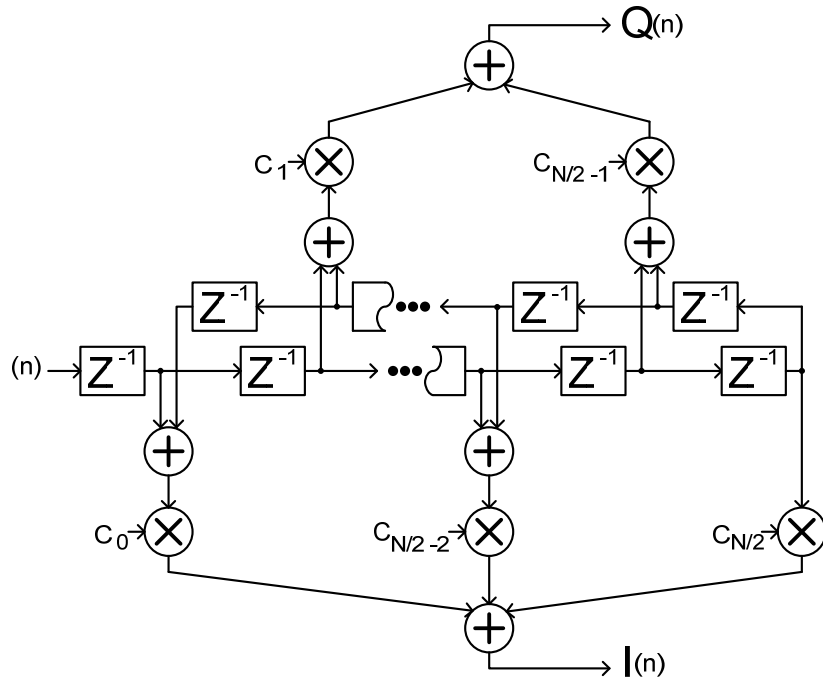 Q(n)
C1
CN/2-1
Z-1 Z-1 Z-1
(n) Z-1 Z-1 Z-1 Z-1
C0 CN/2-2 CN/2
I(n)